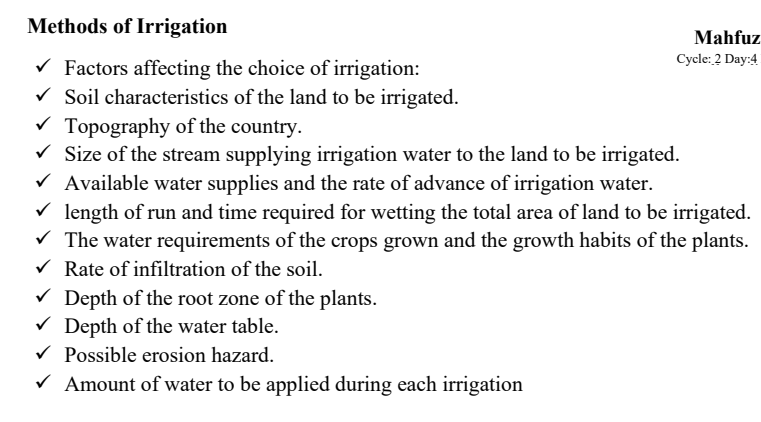 Methods of Irrigation
Mahfuz
Cycle: 2 Day:4
✓ Factors affecting the choice of irrigation:
✓ Soil characteristics of the land to be irrigated.
✓ Topography of the country.
✓ Size of the stream supplying irrigation water to the land to be irrigated.
✓ Available water supplies and the rate of advance of irrigation water.
✓ length of run and time required for wetting the total area of land to be irrigated.
✓ The water requirements of the crops grown and the growth habits of the plants.
✓ Rate of infiltration of the soil.
✓ Depth of the root zone of the plants.
✓ Depth of the water table.
✓ Possible erosion hazard.
✓ Amount of water to be applied during each irrigation